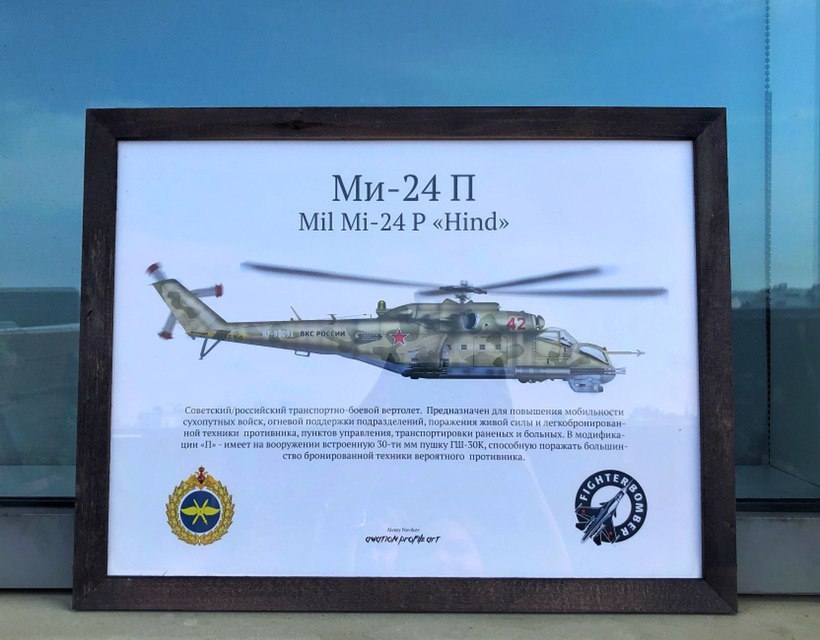 Ми-24 П
Mil Mi-24 P «Hind»
42
ВКС РОССИИ
Советский/российский транспортно-боевой вертолет. Предназначен для повышения мобильности
сухопутных войск, огневой поддержки подразделений, поражения живой силы и легкобронирован-
ной техники противника, пунктов управления, транспортировки раненых и больных. В модифика-
ции «П» - имеет на вооружении встроенную 30-ти мм пушку ГШ-30К, способную поражать большин-
ство бронированной техники вероятного противника.
FIGHTERBOMBER
Alexey Novikov
aviation profile art